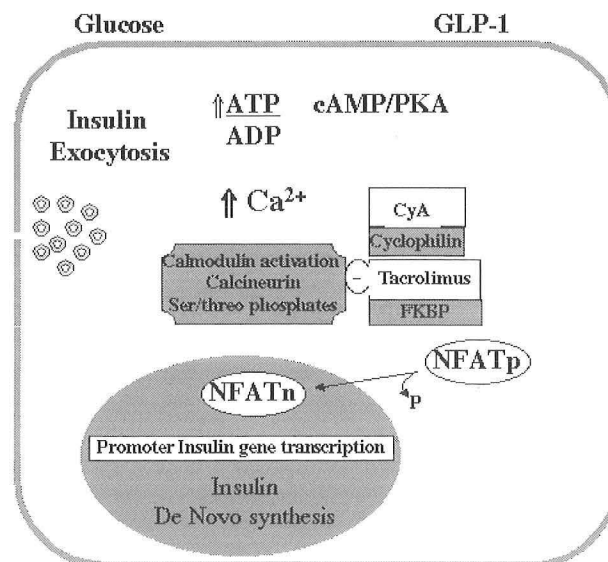 Glucose
GLP-1
⇑ATP
ADP
cAMP/PKA
Insulin
Exocytosis
⇑ Ca²⁺
CyA
Cyclophilin
Calmodulin activation
Calcineurin
Ser/threo phosphates
-
Tacrolimus
FKBP
NFATp
NFATn
P
Promoter Insulin gene transcription
Insulin
De Novo synthesis